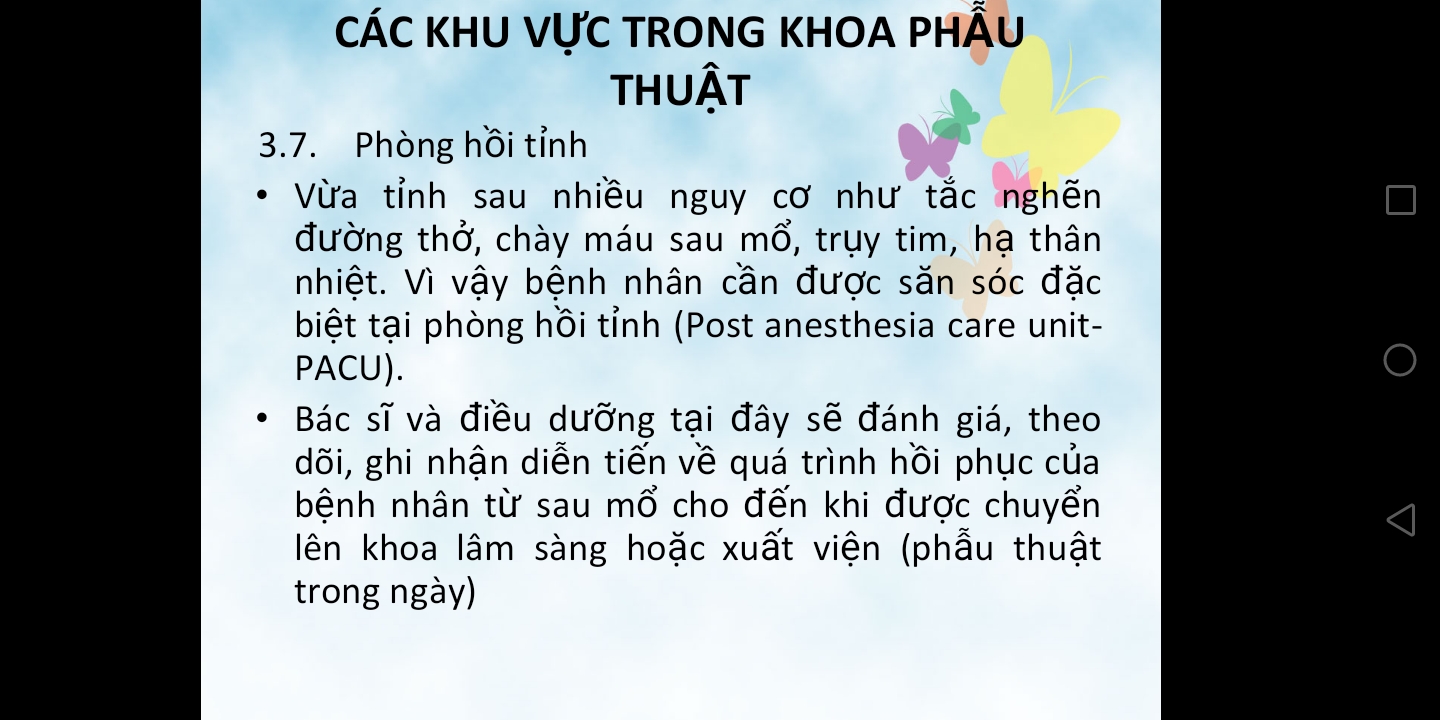 CÁC KHU VỰC TRONG KHOA PHẪU
THUẬT
3.7. Phòng hồi tỉnh
• Vừa tỉnh sau nhiều nguy cơ như tắc nghẽn
đường thở, chày máu sau mổ, trụy tim, hạ thân
nhiệt. Vì vậy bệnh nhân cần được săn sóc đặc
biệt tại phòng hồi tỉnh (Post anesthesia care unit-
PACU).
• Bác sĩ và điều dưỡng tại đây sẽ đánh giá, theo
dõi, ghi nhận diễn tiến về quá trình hồi phục của
bệnh nhân từ sau mổ cho đến khi được chuyển
lên khoa lâm sàng hoặc xuất viện (phẫu thuật
trong ngày)